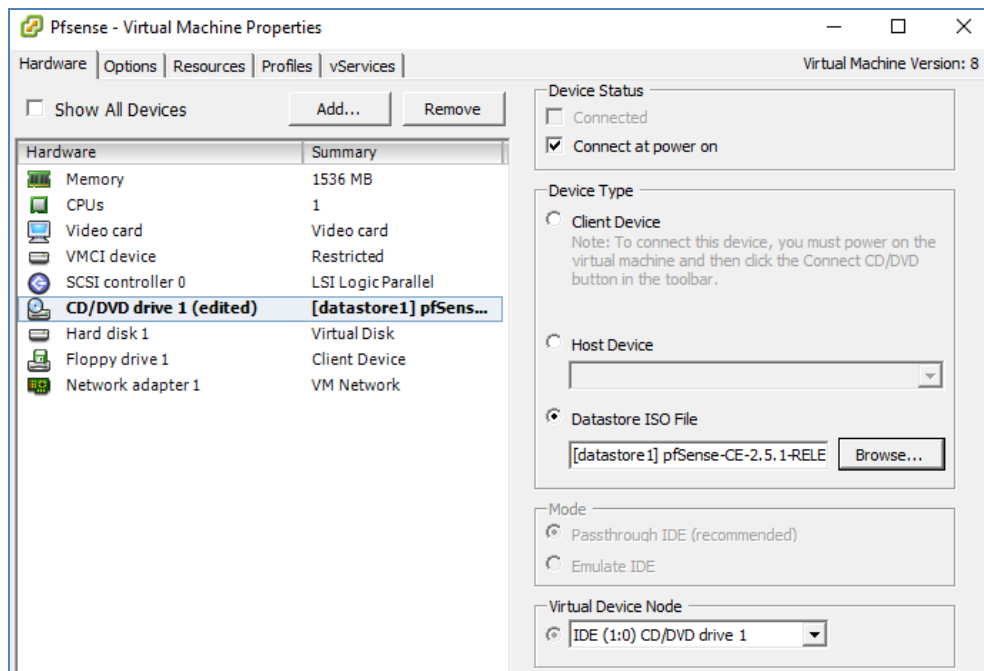 Pfsense - Virtual Machine Properties
Hardware Options Resources Profiles vServices Virtual Machine Version: 8
Show All Devices Add... Remove
Hardware Summary
Memory 1536 MB
CPUs 1
Video card Video card
VMCI device Restricted
SCSI controller 0 LSI Logic Parallel
CD/DVD drive 1 (edited) [datastore1] pfSens...
Hard disk 1 Virtual Disk
Floppy drive 1 Client Device
Network adapter 1 VM Network
Device Status
Connected
Connect at power on
Device Type
Client Device
Note: To connect this device, you must power on the
virtual machine and then click the Connect CD/DVD
button in the toolbar.
Host Device
Datastore ISO File
[datastore1] pfSense-CE-2.5.1-RELE Browse...
Mode
Passthrough IDE (recommended)
Emulate IDE
Virtual Device Node
IDE (1:0) CD/DVD drive 1